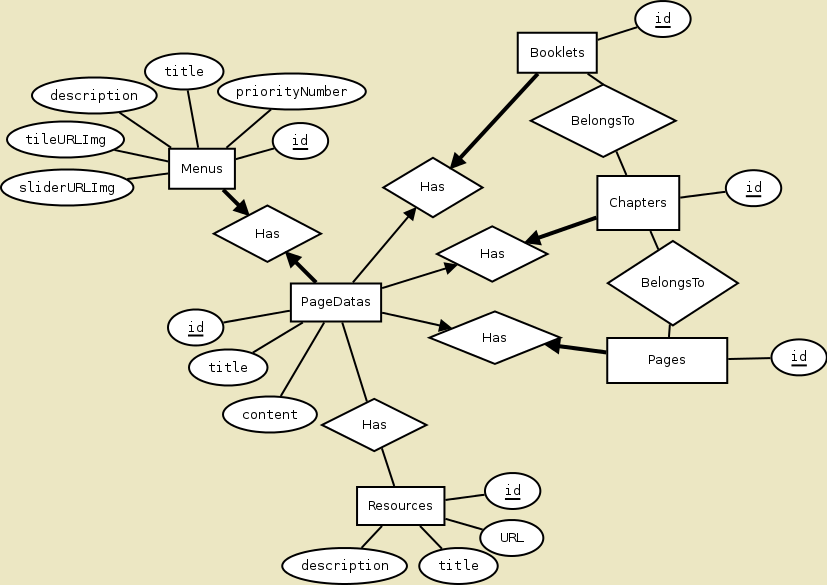 id
Booklets
title
description
priorityNumber
BelongsTo
tileURLImg
id
Menus
sliderURLImg
Has
id
Chapters
Has
Has
BelongsTo
PageDatas
id
Has
title
Pages
id
content
Has
id
Resources
URL
description
title